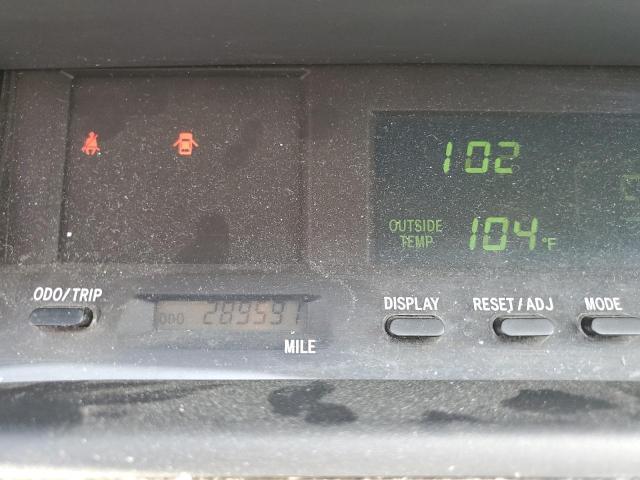 102
OUTSIDE
TEMP 104°F
ODO/TRIP
ODO 289591
MILE
DISPLAY RESET/ADJ MODE